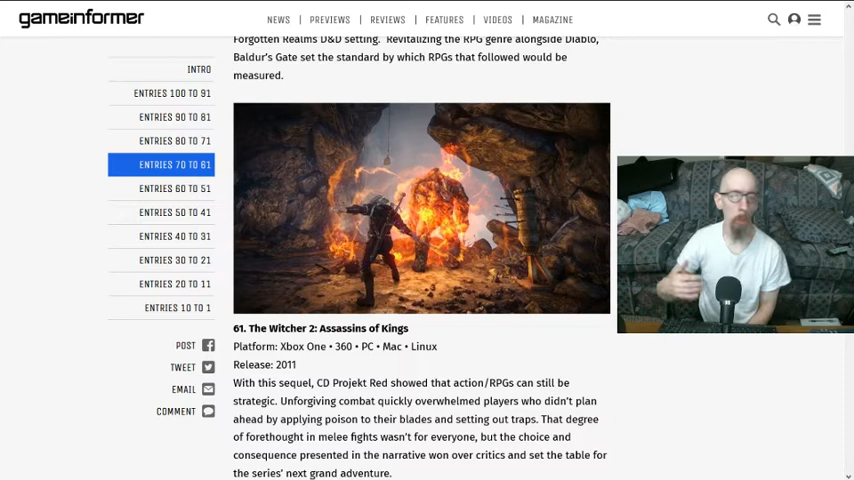 gameinformer
NEWS | PREVIEWS | REVIEWS | FEATURES | VIDEOS | MAGAZINE
INTRO
ENTRIES 100 TO 91
ENTRIES 90 TO 81
ENTRIES 80 TO 71
ENTRIES 70 TO 61
ENTRIES 60 TO 51
ENTRIES 50 TO 41
ENTRIES 40 TO 31
ENTRIES 30 TO 21
ENTRIES 20 TO 11
ENTRIES 10 TO 1
POST
TWEET
EMAIL
COMMENT
Forgotten Realms D&D setting. Revitalizing the RPG genre alongside Diablo,
Baldur's Gate set the standard by which RPGs that followed would be
measured.
61. The Witcher 2: Assassins of Kings
Platform: Xbox One • 360 • PC • Mac • Linux
Release: 2011
With this sequel, CD Projekt Red showed that action/RPGs can still be
strategic. Unforgiving combat quickly overwhelmed players who didn't plan
ahead by applying poison to their blades and setting out traps. That degree
of forethought in melee fights wasn't for everyone, but the choice and
consequence presented in the narrative won over critics and set the table for
the series' next grand adventure.